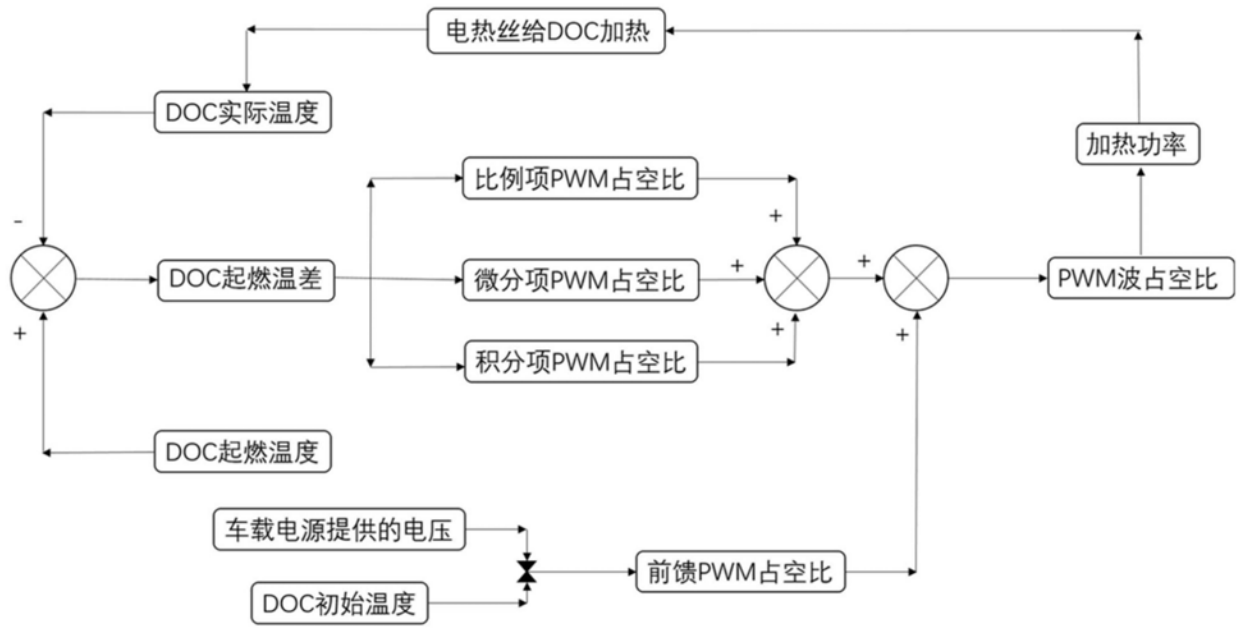 电热丝给DOC加热
DOC实际温度
加热功率
比例项PWM占空比
-
+
DOC起燃温差
微分项PWM占空比
+
+
PWM波占空比
+
+
+
积分项PWM占空比
DOC起燃温度
车载电源提供的电压
前馈PWM占空比
DOC初始温度